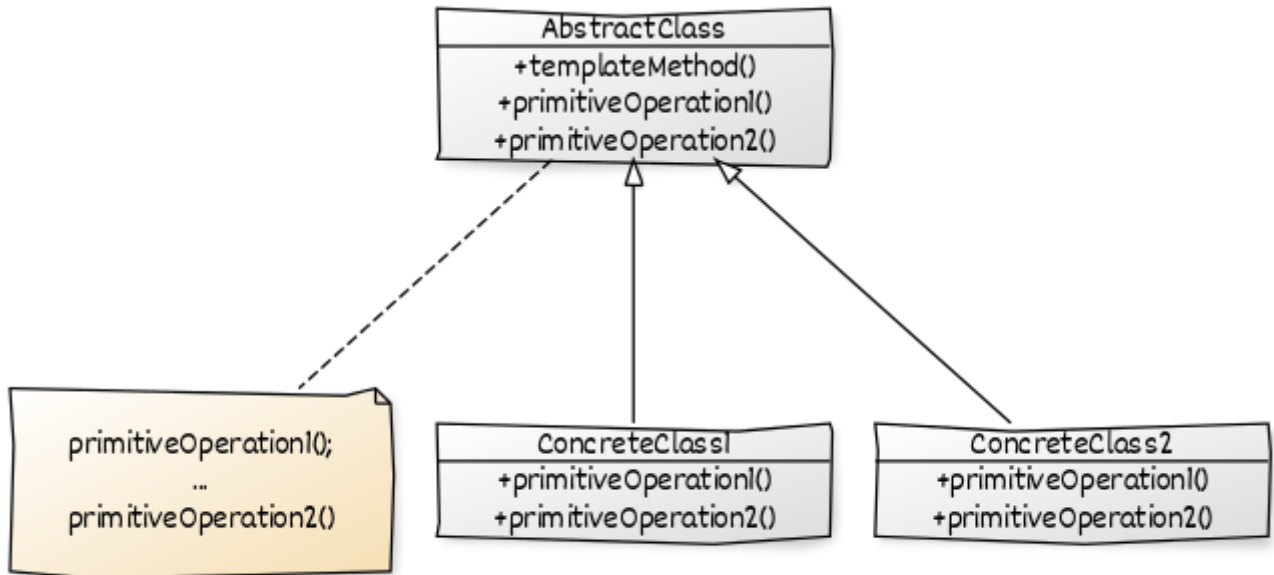 AbstractClass
+templateMethod()
+primitiveOperation1()
+primitiveOperation2()
primitiveOperation1();
...
primitiveOperation2()
ConcreteClass1
+primitiveOperation1()
+primitiveOperation2()
ConcreteClass2
+primitiveOperation1()
+primitiveOperation2()